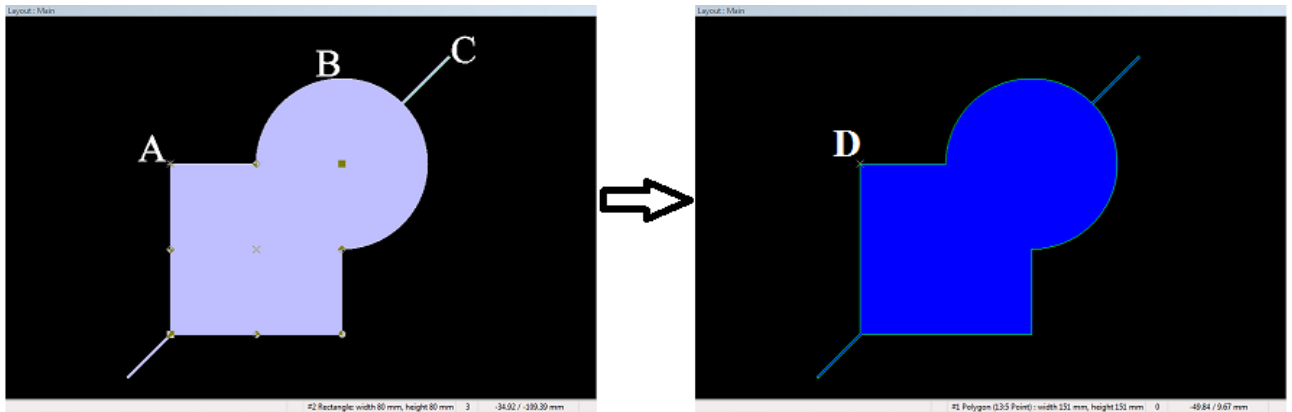 Layout: Main
A
B
C
#2 Rectangle: width 80 mm, height 80 mm 3 -34.92 / -109.39 mm
Layout: Main
D
#1 Polygon (13:5 Point) : width 151 mm, height 151 mm 0 -49.84 / 9.67 mm